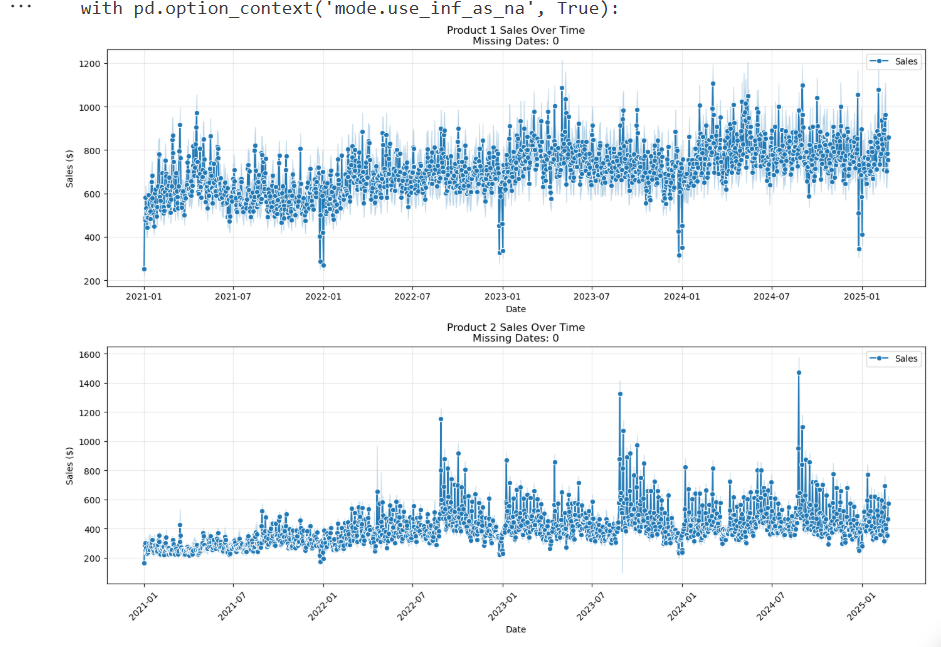 ...
with pd.option_context('mode.use_inf_as_na', True):
Product 1 Sales Over Time
Missing Dates: 0
Sales
1200
1000
800
600
400
200
Sales ($)
2021-01 2021-07 2022-01 2022-07 2023-01 2023-07 2024-01 2024-07 2025-01
Date
Product 2 Sales Over Time
Missing Dates: 0
Sales
1600
1400
1200
1000
800
600
400
200
Sales ($)
2021-01 2021-07 2022-01 2022-07 2023-01 2023-07 2024-01 2024-07 2025-01
Date